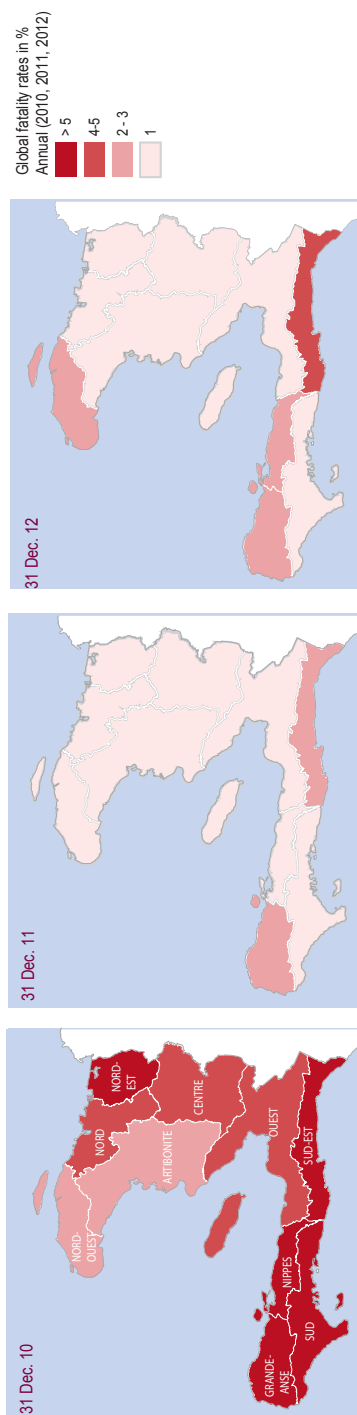 31 Dec. 10
NORD-
OUEST
NORD
NORD-
EST
ARTIBONITE
CENTRE
OUEST
GRANDE-
ANSE
NIPPES
SUD
SUD-EST
31 Dec. 11
31 Dec. 12
Global fatality rates in %
Annual (2010, 2011, 2012)
> 5
4-5
2 - 3
1